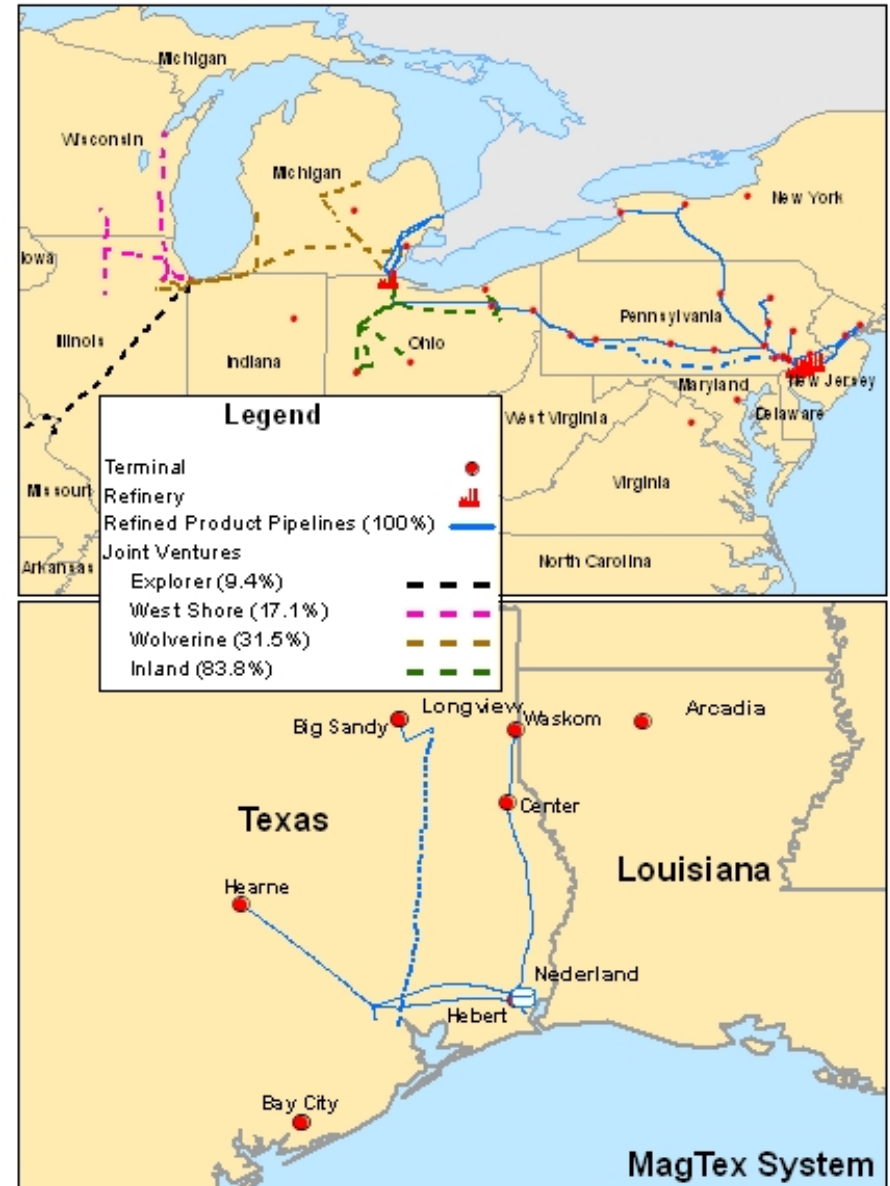 Michigan
Wisconsin
Michigan
New York
Iowa
Pennsylvania
Illinois
Ohio
Indiana
Maryland
New Jersey
West Virginia
Delaware
Virginia
Missouri
North Carolina
Arkansas
Legend
Terminal
Refinery
Refined Product Pipelines (100%)
Joint Ventures
Explorer (9.4%)
West Shore (17.1%)
Wolverine (31.5%)
Inland (83.8%)
Longview
Big Sandy
Waskom
Arcadia
Center
Texas
Louisiana
Hearne
Nederland
Hebert
Bay City
MagTex System